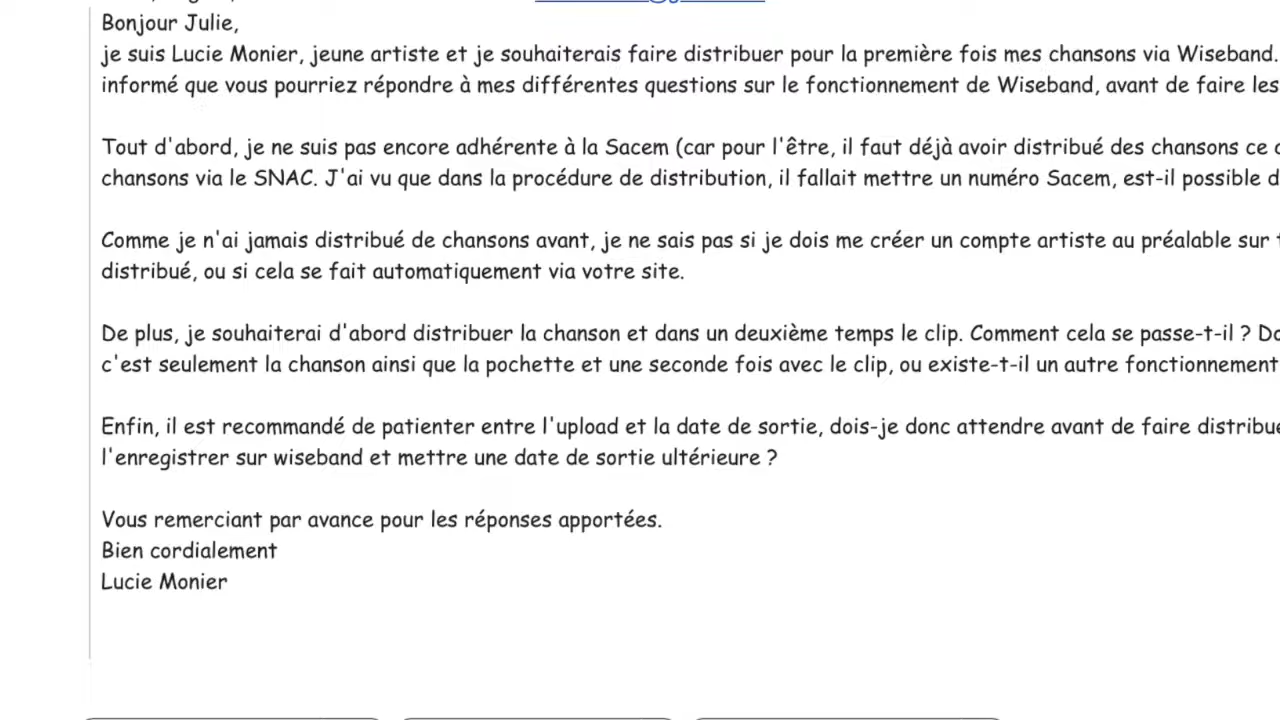 Bonjour Julie,
je suis Lucie Monier, jeune artiste et je souhaiterais faire distribuer pour la première fois mes chansons via Wiseband.
informé que vous pourriez répondre à mes différentes questions sur le fonctionnement de Wiseband, avant de faire les
Tout d'abord, je ne suis pas encore adhérente à la Sacem (car pour l'être, il faut déjà avoir distribué des chansons ce
chansons via le SNAC. J'ai vu que dans la procédure de distribution, il fallait mettre un numéro Sacem, est-il possible
Comme je n'ai jamais distribué de chansons avant, je ne sais pas si je dois me créer un compte artiste au préalable sur
distribué, ou si cela se fait automatiquement via votre site.
De plus, je souhaiterai d'abord distribuer la chanson et dans un deuxième temps le clip. Comment cela se passe-t-il ?
c'est seulement la chanson ainsi que la pochette et une seconde fois avec le clip, ou existe-t-il un autre fonctionnement
Enfin, il est recommandé de patienter entre l'upload et la date de sortie, dois-je donc attendre avant de faire
l'enregistrer sur wiseband et mettre une date de sortie ultérieure ?
Vous remerciant par avance pour les réponses apportées.
Bien cordialement
Lucie Monier